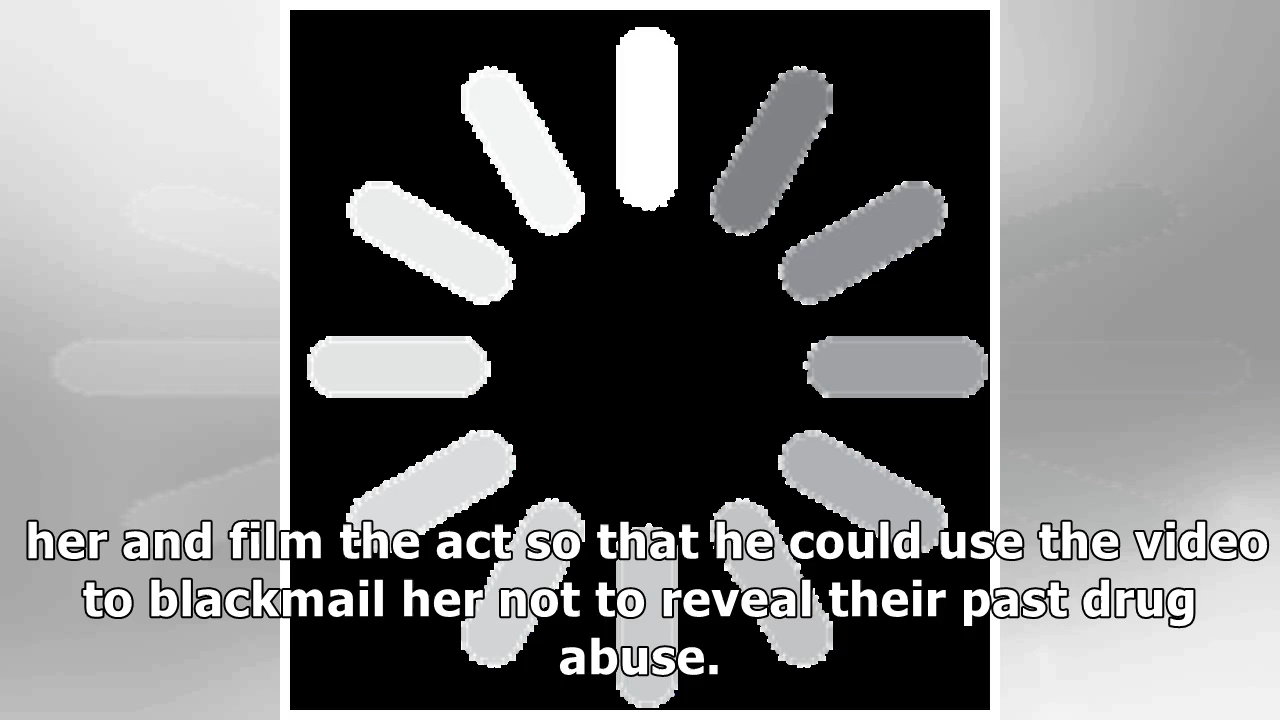 her and film the act so that he could use the video
to blackmail her not to reveal their past drug
abuse.